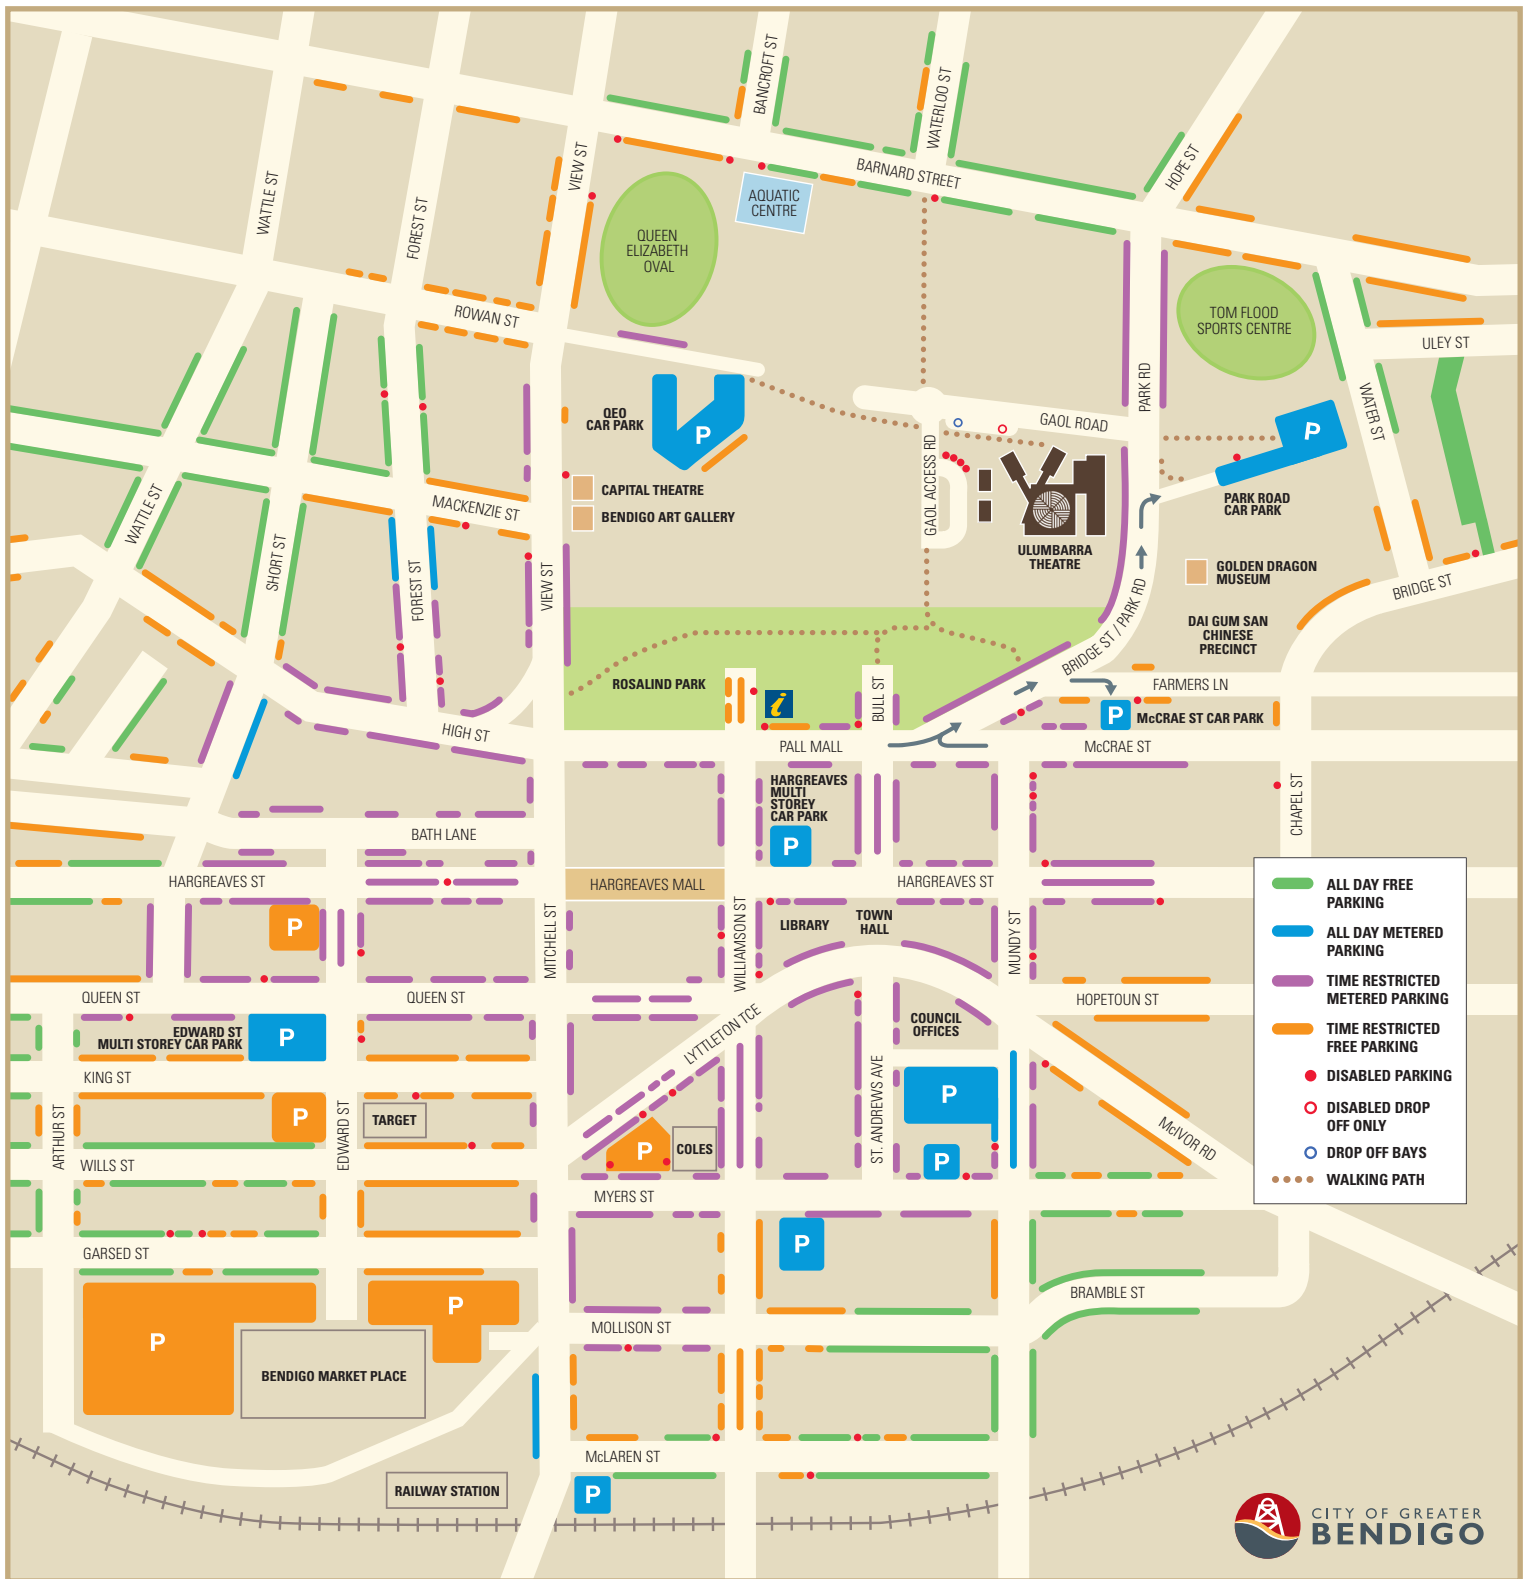 BANCROFT ST
WATERLOO ST
VIEW ST
BARNARD STREET
HOPE ST
WATTLE ST
FOREST ST
AQUATIC
CENTRE
QUEEN
ELIZABETH
OVAL
ROWAN ST
TOM FLOOD
SPORTS CENTRE
ULEY ST
PARK RD
WATER ST
QEO
CAR PARK
P
GAOL ROAD
P
GAOL ACCESS RD
CAPITAL THEATRE
BENDIGO ART GALLERY
MACKENZIE ST
WATTLE ST
SHORT ST
FOREST ST
VIEW ST
PARK ROAD
CAR PARK
ULUMBARRA
THEATRE
GOLDEN DRAGON
MUSEUM
BRIDGE ST
BRIDGE ST / PARK RD
DAI GUM SAN
CHINESE
PRECINCT
ROSALIND PARK
i
BULL ST
FARMERS LN
P
McCRAE ST CAR PARK
HIGH ST
PALL MALL
McCRAE ST
HARGREAVES
MULTI
STOREY
CAR PARK
P
CHAPEL ST
BATH LANE
HARGREAVES ST
HARGREAVES MALL
HARGREAVES ST
P
MITCHELL ST
WILLIAMSON ST
LIBRARY
TOWN
HALL
MUNDY ST
QUEEN ST
QUEEN ST
HOPETOUN ST
EDWARD ST
MULTI STOREY CAR PARK
P
LYTTLETON TCE
COUNCIL
OFFICES
KING ST
ARTHUR ST
P
EDWARD ST
TARGET
ST. ANDREWS AVE
P
McIVOR RD
P
COLES
P
WILLS ST
MYERS ST
P
GARSED ST
BRAMBLE ST
P
P
MOLLISON ST
BENDIGO MARKET PLACE
McLAREN ST
RAILWAY STATION
P
ALL DAY FREE
PARKING
ALL DAY METERED
PARKING
TIME RESTRICTED
METERED PARKING
TIME RESTRICTED
FREE PARKING
DISABLED PARKING
DISABLED DROP
OFF ONLY
DROP OFF BAYS
WALKING PATH
CITY OF GREATER
BENDIGO